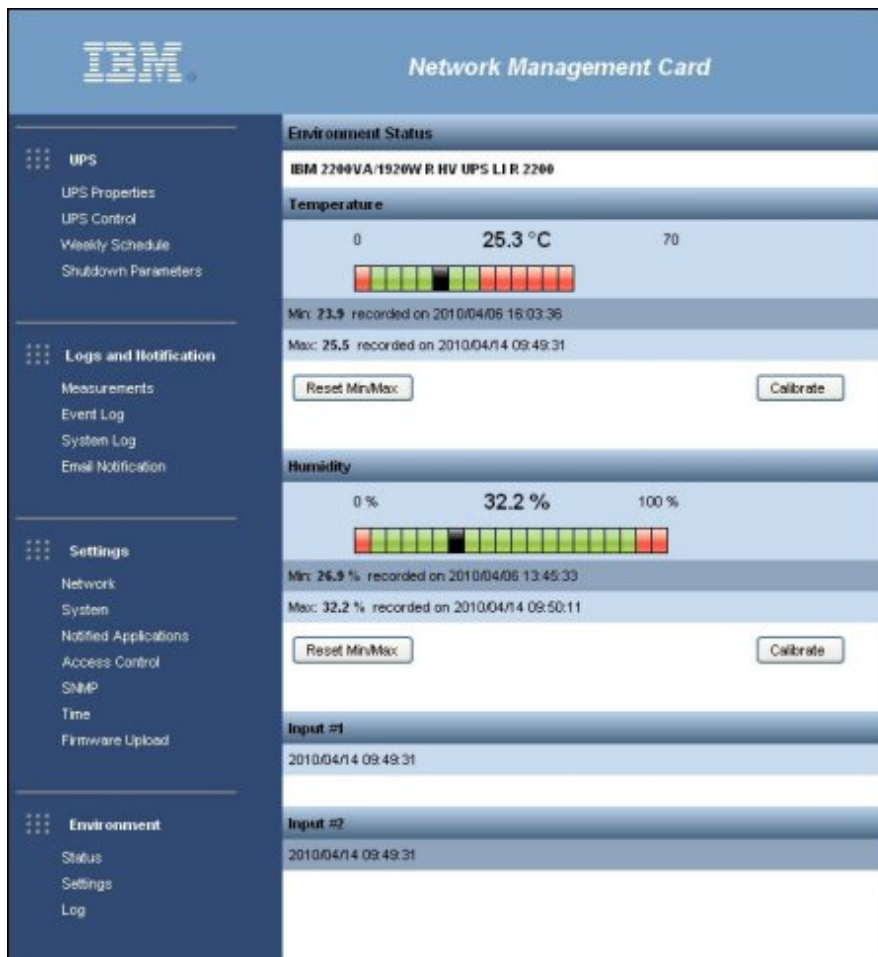 IBM
Network Management Card
UPS
UPS Properties
UPS Control
Weekly Schedule
Shutdown Parameters
Logs and Notification
Measurements
Event Log
System Log
Email Notification
Settings
Network
System
Notified Applications
Access Control
SNMP
Time
Firmware Upload
Environment
Status
Settings
Log
Environment Status
IBM 2200VA/1920W R HV UPS LI R 2200
Temperature
0 25.3 °C 70
Min: 23.9 recorded on 2010/04/06 16:03:36
Max: 25.5 recorded on 2010/04/14 09:49:31
Reset Min/Max Calibrate
Humidity
0 % 32.2 % 100 %
Min: 26.9 % recorded on 2010/04/06 13:45:33
Max: 32.2 % recorded on 2010/04/14 09:50:11
Reset Min/Max Calibrate
Input #1
2010/04/14 09:49:31
Input #2
2010/04/14 09:49:31